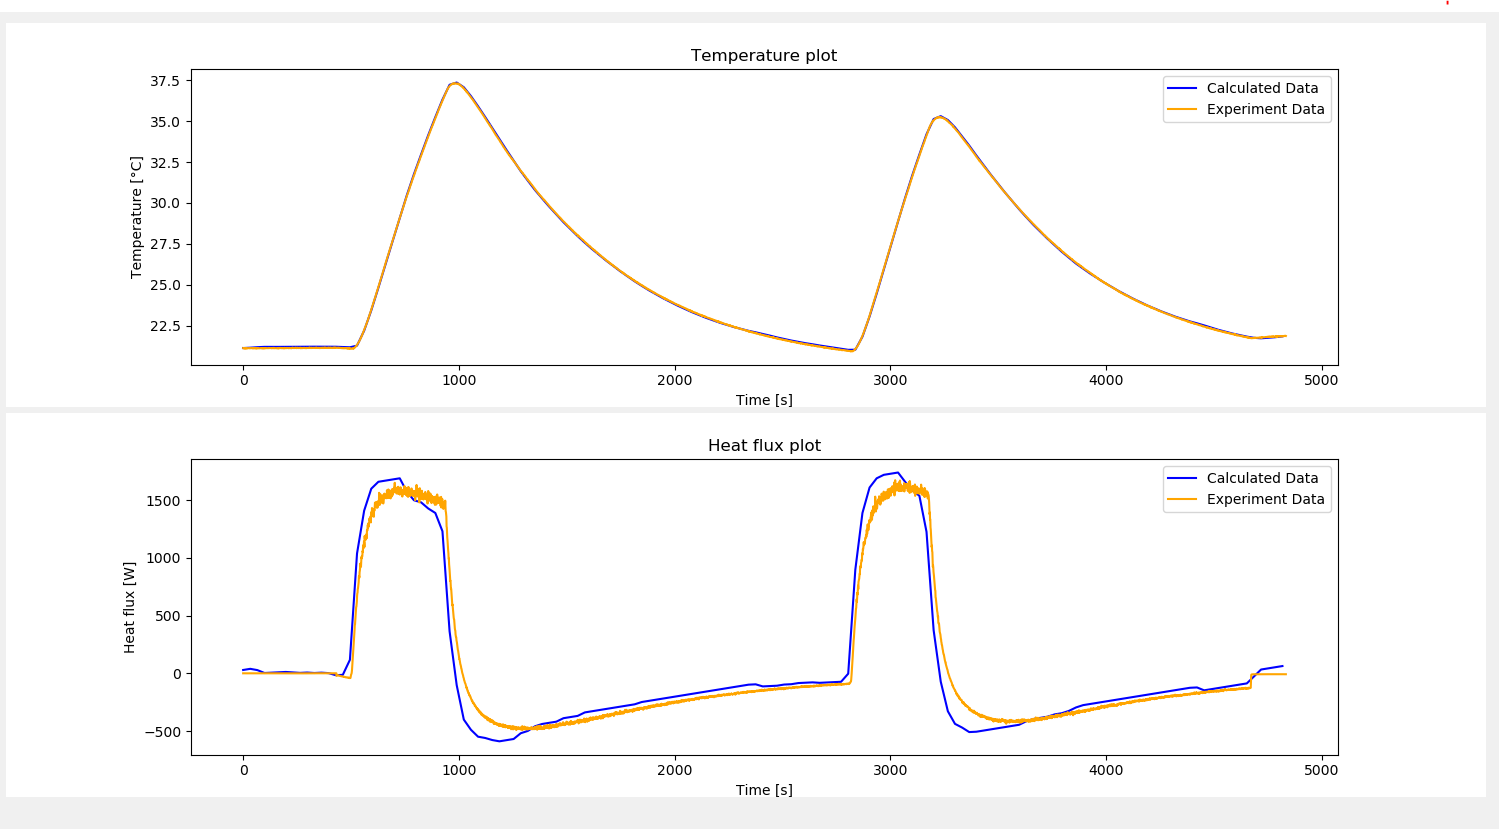 Temperature plot
Calculated Data
Experiment Data
37.5
35.0
32.5
30.0
27.5
25.0
22.5
Temperature [°C]
0 1000 2000 3000 4000 5000
Time [s]
Heat flux plot
Calculated Data
Experiment Data
1500
1000
500
0
−500
Heat flux [W]
0 1000 2000 3000 4000 5000
Time [s]